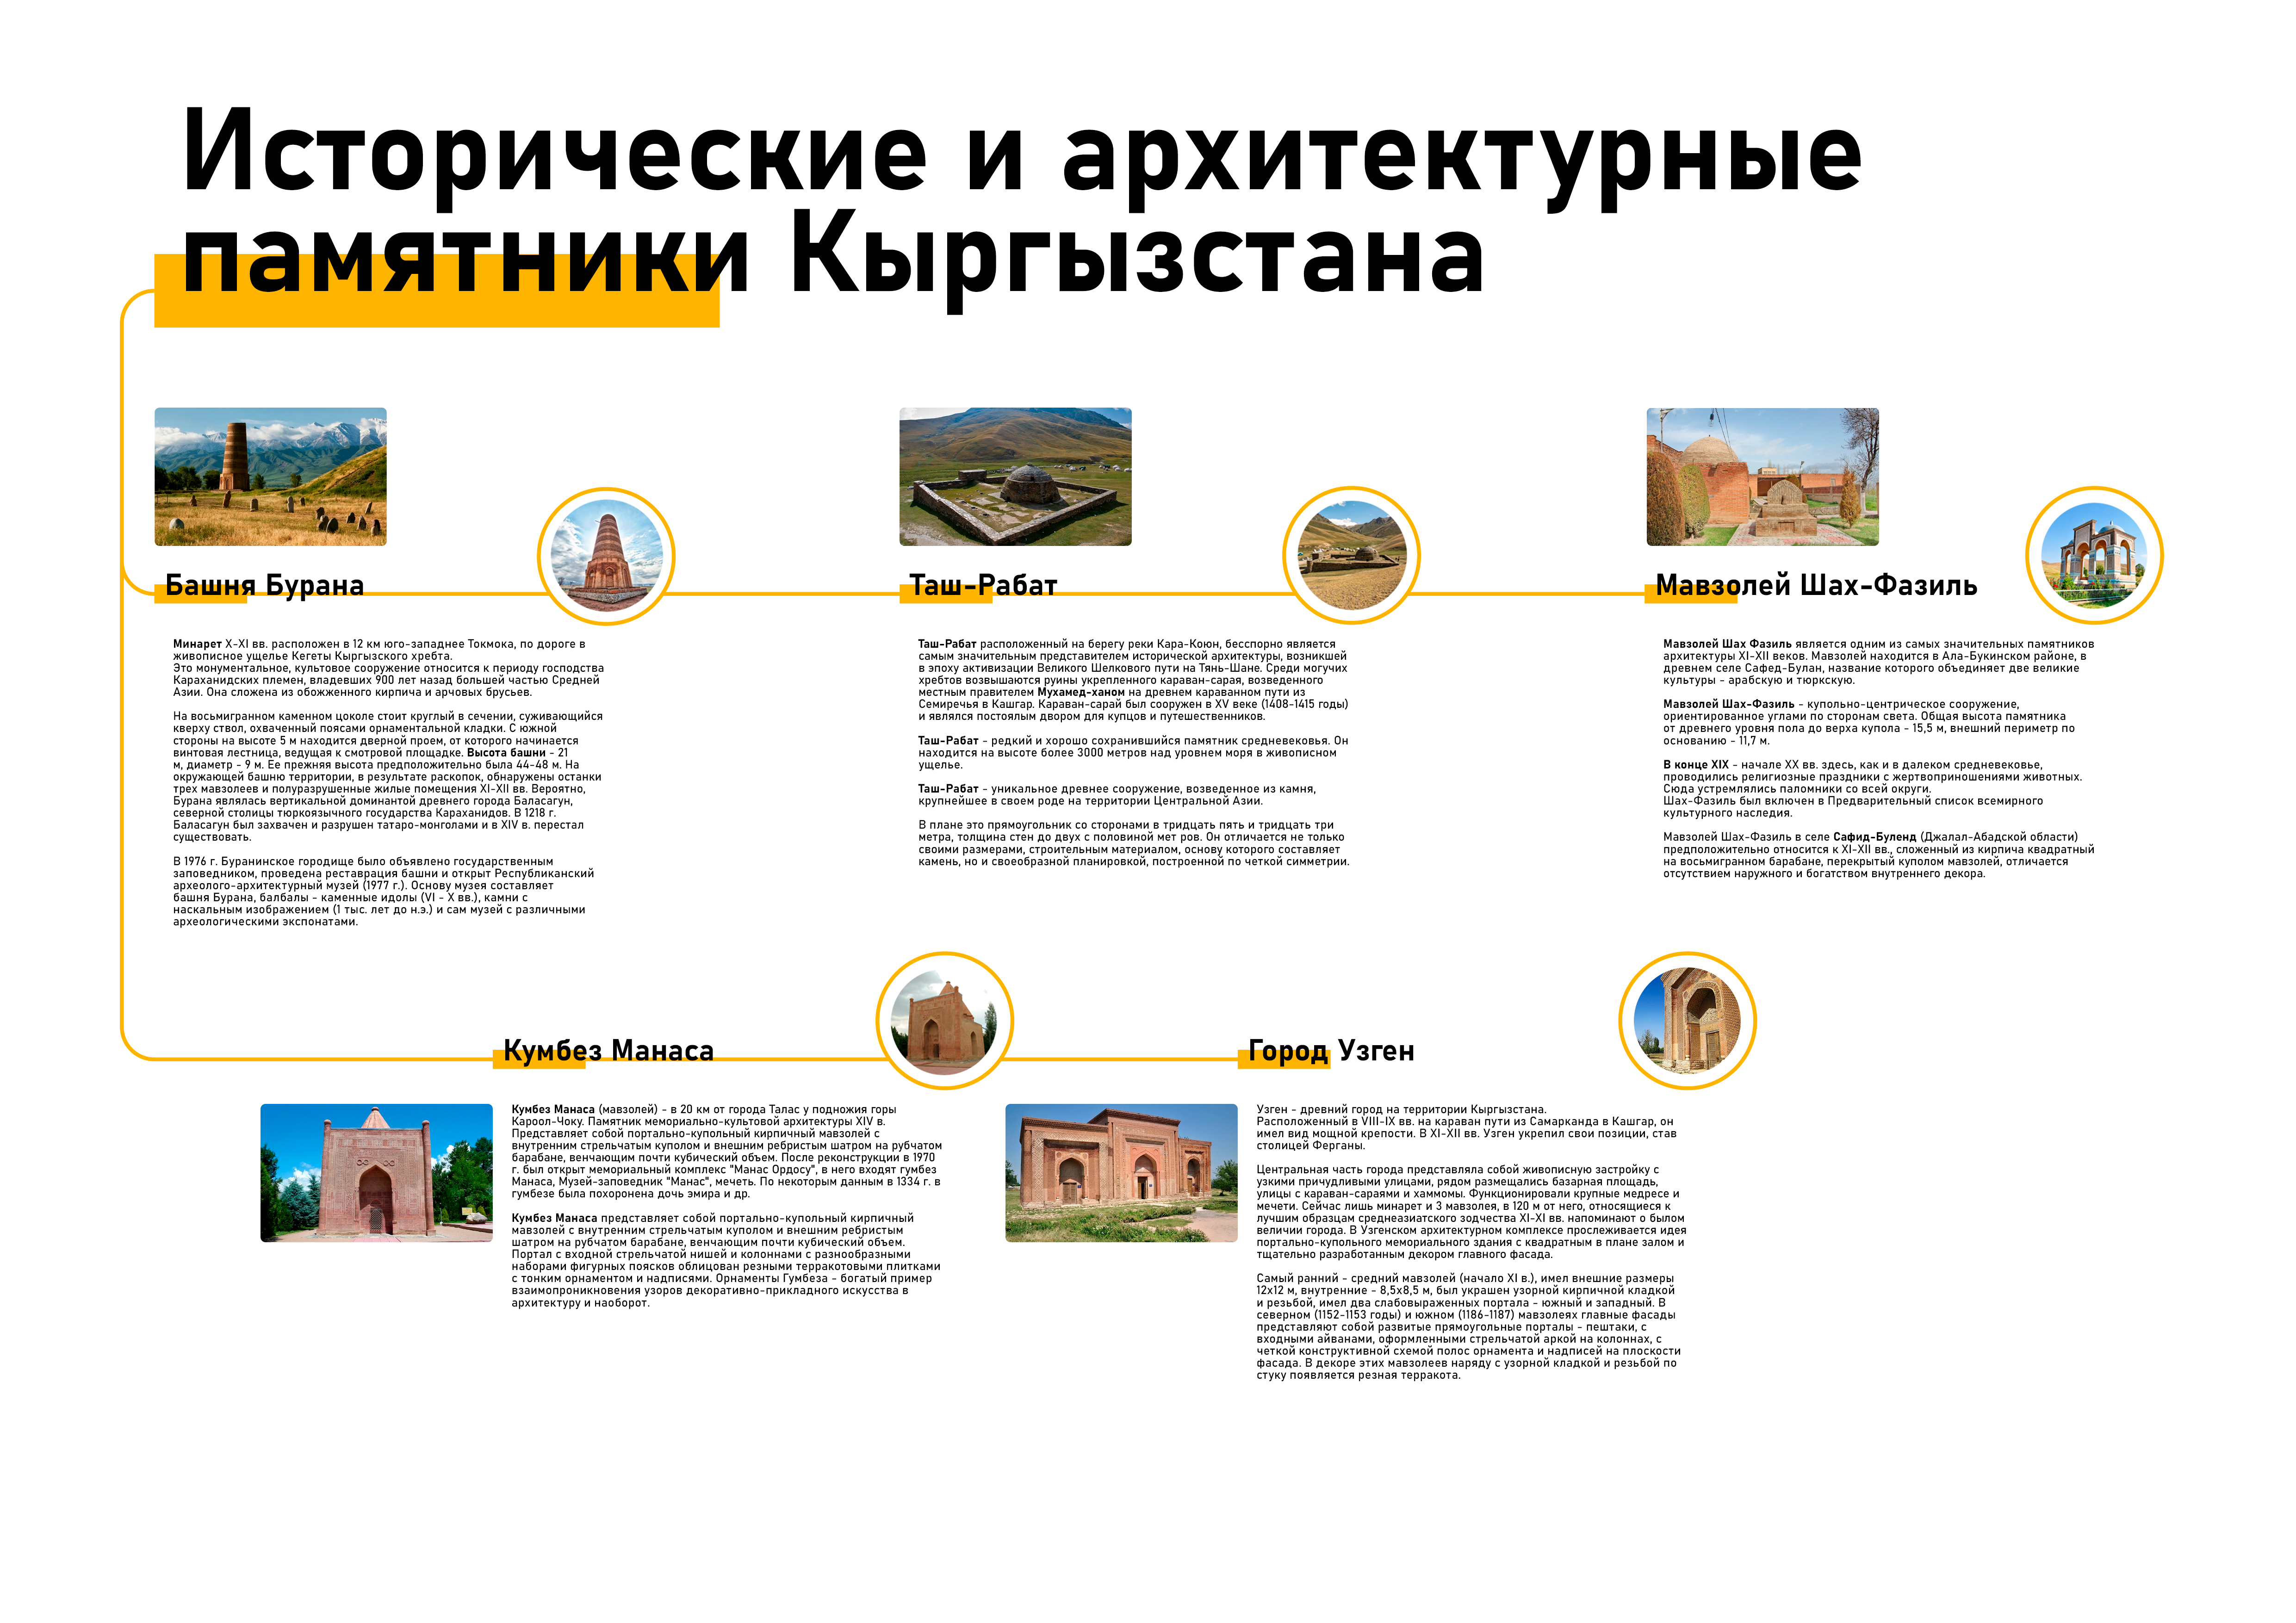 Исторические и архитектурные
памятники Кыргызстана
Башня Бурана
Минарет X-XI вв. расположен в 12 км юго-западнее Токмока, по дороге в
живописное ущелье Кегеты Кыргызского хребта.
Это монументальное, культовое сооружение относится к периоду господства
Караханидских племен, владевших 900 лет назад большей частью Средней
Азии. Она сложена из обожженного кирпича и арчовых брусьев.
На восьмигранном каменном цоколе стоит круглый в сечении, суживающийся
кверху ствол, охваченный поясами орнаментальной кладки. С южной
стороны на высоте 5 м находится дверной проем, от которого начинается
винтовая лестница, ведущая к смотровой площадке. Высота башни - 21
м, диаметр - 9 м. Ее прежняя высота предположительно была 44-48 м. На
окружающей башню территории, в результате раскопок, обнаружены останки
трех мавзолеев и полуразрушенные жилые помещения XI-XII вв. Вероятно,
Бурана являлась вертикальной доминантой древнего города Баласагун,
северной столицы тюркоязычного государства Караханидов. В 1218 г.
Баласагун был захвачен и разрушен татаро-монголами и в XIV в. перестал
существовать.
В 1976 г. Буранинское городище было объявлено государственным
заповедником, проведена реставрация башни и открыт Республиканский
археолого-архитектурный музей (1977 г.). Основу музея составляет
башня Бурана, балбалы - каменные идолы (VI - X вв.), камни с
наскальным изображением (1 тыс. лет до н.э.) и сам музей с различными
археологическими экспонатами.
Таш-Рабат
Таш-Рабат расположенный на берегу реки Кара-Коюн, бесспорно является
самым значительным представителем исторической архитектуры, возникшей
в эпоху активизации Великого Шелкового пути на Тянь-Шане. Среди могучих
хребтов возвышаются руины укрепленного караван-сарая, возведенного
местным правителем Мухамед-ханом на древнем караванном пути из
Семиречья в Кашгар. Караван-сарай был сооружен в XV веке (1408-1415 годы)
и являлся постоялым двором для купцов и путешественников.
Таш-Рабат - редкий и хорошо сохранившийся памятник средневековья. Он
находится на высоте более 3000 метров над уровнем моря в живописном
ущелье.
Таш-Рабат - уникальное древнее сооружение, возведенное из камня,
крупнейшее в своем роде на территории Центральной Азии.
В плане это прямоугольник со сторонами в тридцать пять и тридцать три
метра, толщина стен до двух с половиной мет ров. Он отличается не только
своими размерами, строительным материалом, основу которого составляет
камень, но и своеобразной планировкой, построенной по четкой симметрии.
Мавзолей Шах-Фазиль
Мавзолей Шах Фазиль является одним из самых значительных памятников
архитектуры XI-XII веков. Мавзолей находится в Ала-Букинском районе, в
древнем селе Сафед-Булан, название которого объединяет две великие
культуры - арабскую и тюркскую.
Мавзолей Шах-Фазиль - купольно-центрическое сооружение,
ориентированное углами по сторонам света. Общая высота памятника
от древнего уровня пола до верха купола - 15,5 м, внешний периметр по
основанию - 11,7 м.
В конце XIX - начале XX вв. здесь, как и в далеком средневековье,
проводились религиозные праздники с жертвоприношениями животных.
Сюда устремлялись паломники со всей округи.
Шах-Фазиль был включен в Предварительный список всемирного
культурного наследия.
Мавзолей Шах-Фазиль в селе Сафид-Буленд (Джалал-Абадской области)
предположительно относится к XI-XII вв., сложенный из кирпича квадратный
на восьмигранном барабане, перекрытый куполом мавзолей, отличается
отсутствием наружного и богатством внутреннего декора.
Кумбез Манаса
Кумбез Манаса (мавзолей) - в 20 км от города Талас у подножия горы
Кароол-Чоку. Памятник мемориально-культовой архитектуры XIV в.
Представляет собой портально-купольный кирпичный мавзолей с
внутренним стрельчатым куполом и внешним ребристым шатром на рубчатом
барабане, венчающим почти кубический объем. После реконструкции в 1970
г. был открыт мемориальный комплекс "Манас Ордосу", в него входят гумбез
Манаса, Музей-заповедник "Манас", мечеть. По некоторым данным в 1334 г. в
гумбезе была похоронена дочь эмира и др.
Кумбез Манаса представляет собой портально-купольный кирпичный
мавзолей с внутренним стрельчатым куполом и внешним ребристым
шатром на рубчатом барабане, венчающим почти кубический объем.
Портал с входной стрельчатой нишей и колоннами с разнообразными
наборами фигурных поясков облицован резными терракотовыми плитками
с тонким орнаментом и надписями. Орнаменты Гумбеза - богатый пример
взаимопроникновения узоров декоративно-прикладного искусства в
архитектуру и наоборот.
Город Узген
Узген - древний город на территории Кыргызстана.
Расположенный в VIII-IX вв. на караван пути из Самарканда в Кашгар, он
имел вид мощной крепости. В XI-XII вв. Узген укрепил свои позиции, став
столицей Ферганы.
Центральная часть города представляла собой живописную застройку с
узкими причудливыми улицами, рядом размещались базарная площадь,
улицы с караван-сараями и хаммомы. Функционировали крупные медресе и
мечети. Сейчас лишь минарет и 3 мавзолея, в 120 м от него, относящиеся к
лучшим образцам среднеазиатского зодчества XI-XI вв. напоминают о былом
величии города. В Узгенском архитектурном комплексе прослеживается идея
портально-купольного мемориального здания с квадратным в плане залом и
тщательно разработанным декором главного фасада.
Самый ранний - средний мавзолей (начало XI в.), имел внешние размеры
12х12 м, внутренние - 8,5х8,5 м, был украшен узорной кирпичной кладкой
и резьбой, имел два слабовыраженных портала - южный и западный. В
северном (1152-1153 годы) и южном (1186-1187) мавзолеях главные фасады
представляют собой развитые прямоугольные порталы - пештаки, с
входными айванами, оформленными стрельчатой аркой на колоннах, с
четкой конструктивной схемой полос орнамента и надписей на плоскости
фасада. В декоре этих мавзолеев наряду с узорной кладкой и резьбой по
стуку появляется резная терракота.